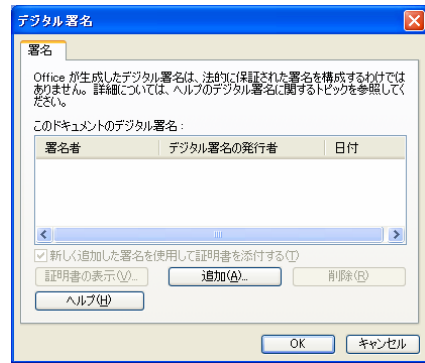 デジタル署名
署名
Office が生成したデジタル署名は、法的に保証された署名を構成するわけでは
ありません。詳細については、ヘルプのデジタル署名に関するトピックを参照してく
ださい。
このドキュメントのデジタル署名:
署名者 デジタル署名の発行者 日付
新しく追加した署名を使用して証明書を添付する(T)
証明書の表示(V)... 追加(A)... 削除(R)
ヘルプ(H)
OK キャンセル